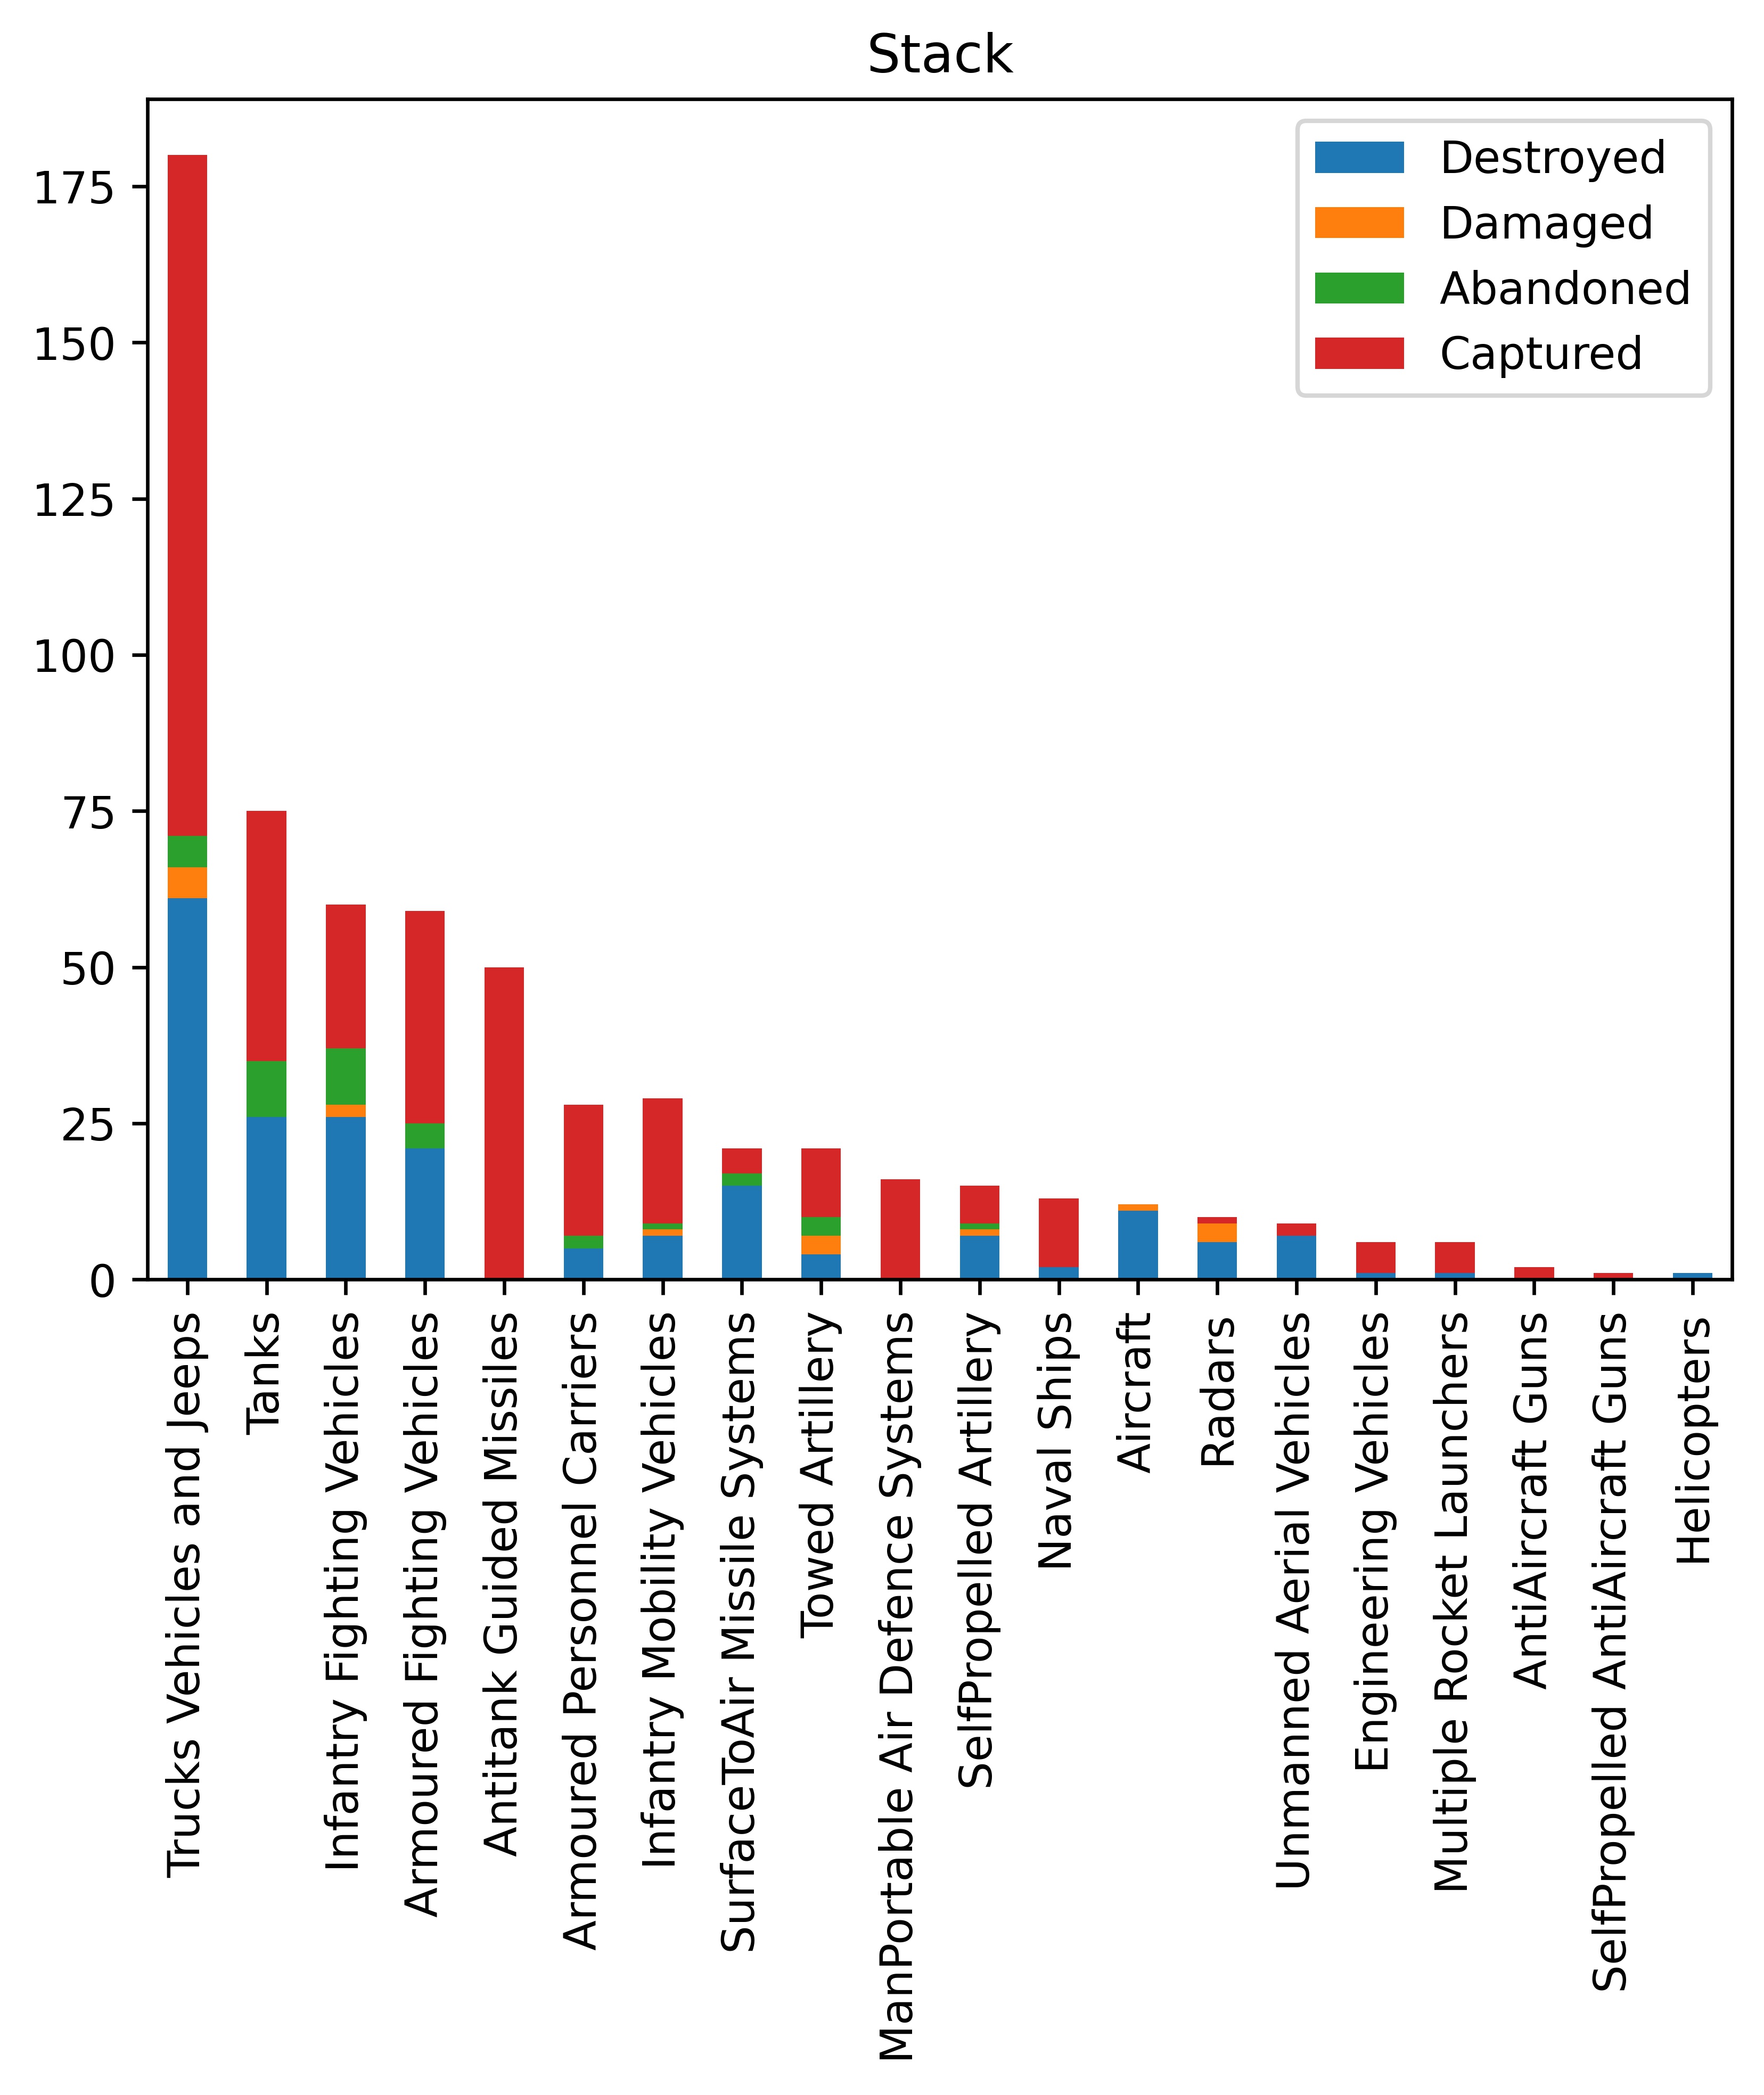 Stack
Destroyed
Damaged
Abandoned
Captured
175
150
125
100
75
50
25
0
Trucks Vehicles and Jeeps
Tanks
Infantry Fighting Vehicles
Armoured Fighting Vehicles
Antitank Guided Missiles
Armoured Personnel Carriers
Infantry Mobility Vehicles
SurfaceToAir Missile Systems
Towed Artillery
ManPortable Air Defence Systems
SelfPropelled Artillery
Naval Ships
Aircraft
Radars
Unmanned Aerial Vehicles
Engineering Vehicles
Multiple Rocket Launchers
AntiAircraft Guns
SelfPropelled AntiAircraft Guns
Helicopters